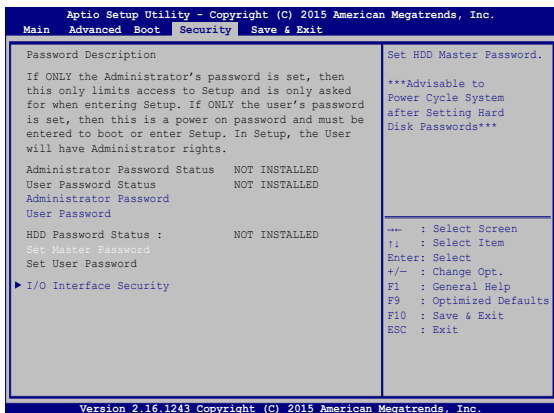 Aptio Setup Utility - Copyright (C) 2015 American Megatrends, Inc.
Main Advanced Boot Security Save & Exit
Password Description
If ONLY the Administrator's password is set, then
this only limits access to Setup and is only asked
for when entering Setup. If ONLY the user's password
is set, then this is a power on password and must be
entered to boot or enter Setup. In Setup, the User
will have Administrator rights.
Administrator Password Status NOT INSTALLED
User Password Status NOT INSTALLED
Administrator Password
User Password
HDD Password Status : NOT INSTALLED
Set Master Password
Set User Password
I/O Interface Security
Set HDD Master Password.
***Advisable to
Power Cycle System
after Setting Hard
Disk Passwords***
→← : Select Screen
↑↓ : Select Item
Enter: Select
+/— : Change Opt.
F1 : General Help
F9 : Optimized Defaults
F10 : Save & Exit
ESC : Exit
Version 2.16.1243 Copyright (C) 2015 American Megatrends, Inc.